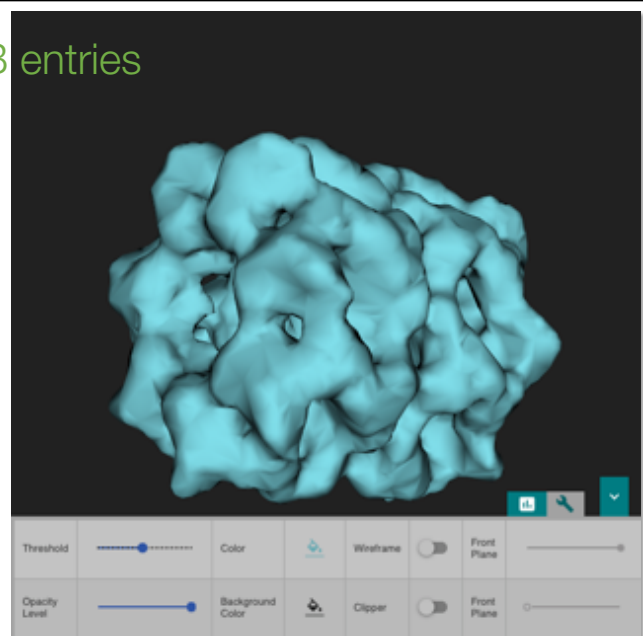 entries
Threshold Color Wireframe Front Plane
Opacity Level Background Color Clipper Front Plane